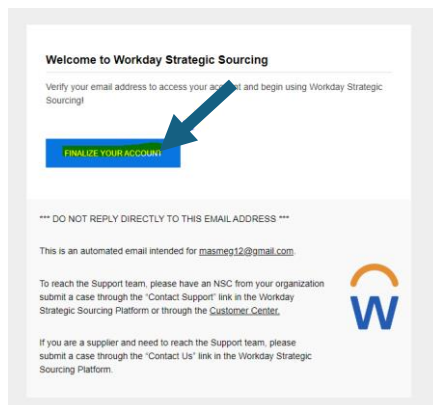 Welcome to Workday Strategic Sourcing
Verify your email address to access your account and begin using Workday Strategic
Sourcing!
FINALIZE YOUR ACCOUNT
*** DO NOT REPLY DIRECTLY TO THIS EMAIL ADDRESS ***
This is an automated email intended for masmeg12@gmail.com.
To reach the Support team, please have an NSC from your organization
submit a case through the "Contact Support" link in the Workday
Strategic Sourcing Platform or through the Customer Center.
If you are a supplier and need to reach the Support team, please
submit a case through the "Contact Us" link in the Workday Strategic
Sourcing Platform.
W